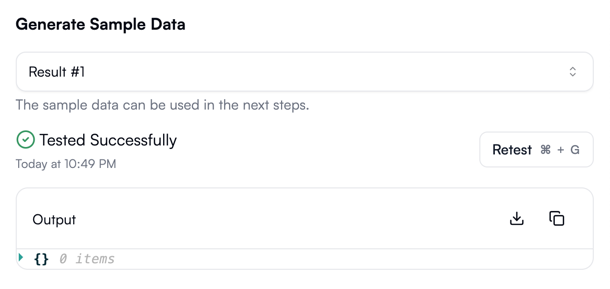 Generate Sample Data
Result #1
The sample data can be used in the next steps.
Tested Successfully
Today at 10:49 PM
Retest ⌘ + G
Output
{} 0 items